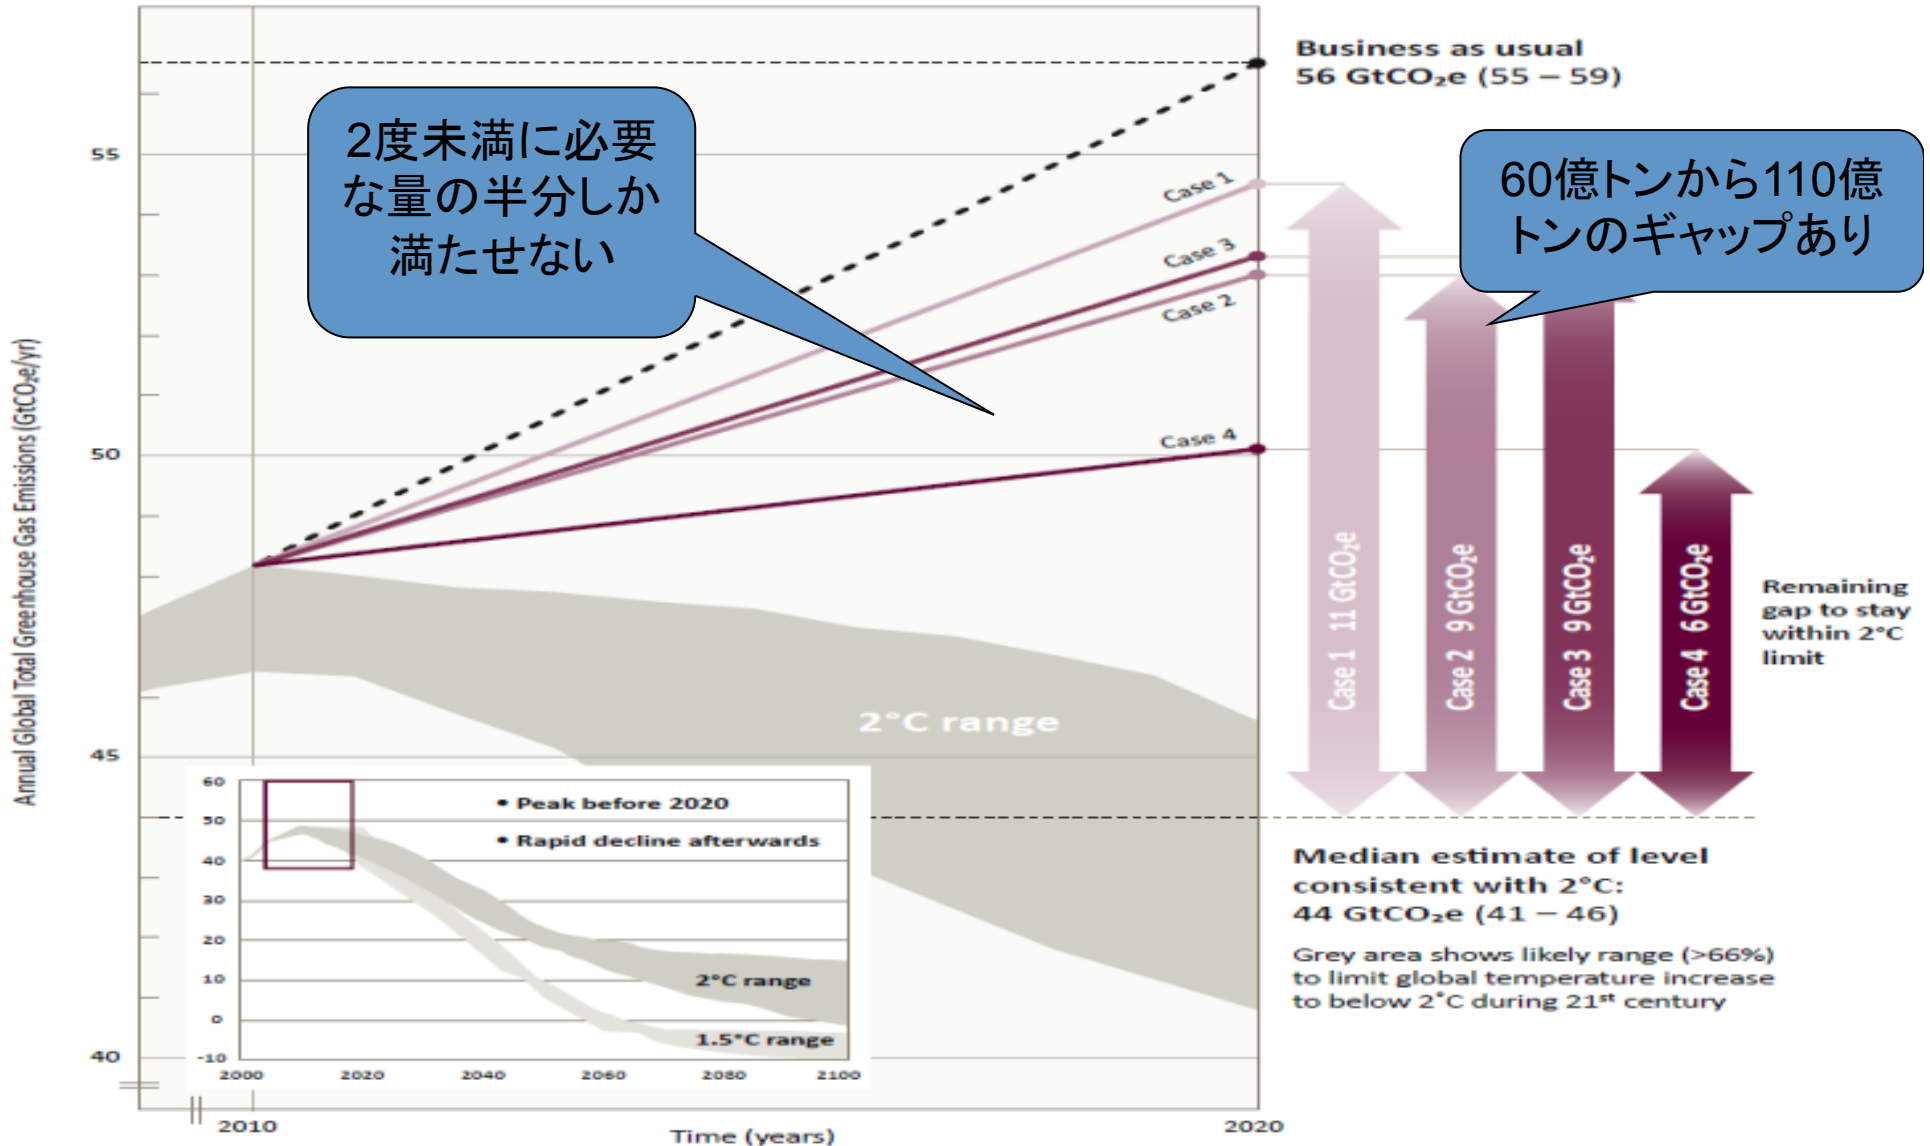 Business as usual
56 GtCO₂e (55 – 59)
2度未満に必要
な量の半分しか
満たせない
60億トンから110億
トンのギャップあり
Annual Global Total Greenhouse Gas Emissions (GtCO₂e/yr)
55
50
45
40
Case 1
Case 3
Case 2
Case 4
Case 1 11 GtCO₂e
Case 2 9 GtCO₂e
Case 3 9 GtCO₂e
Case 4 6 GtCO₂e
Remaining
gap to stay
within 2°C
limit
2°C range
60
50
40
30
20
10
0
-10
• Peak before 2020
• Rapid decline afterwards
2°C range
1.5°C range
2000
2020
2040
2060
2080
2100
Median estimate of level
consistent with 2°C:
44 GtCO₂e (41 – 46)
Grey area shows likely range (>66%)
to limit global temperature increase
to below 2˚C during 21ˢᵗ century
2010
Time (years)
2020